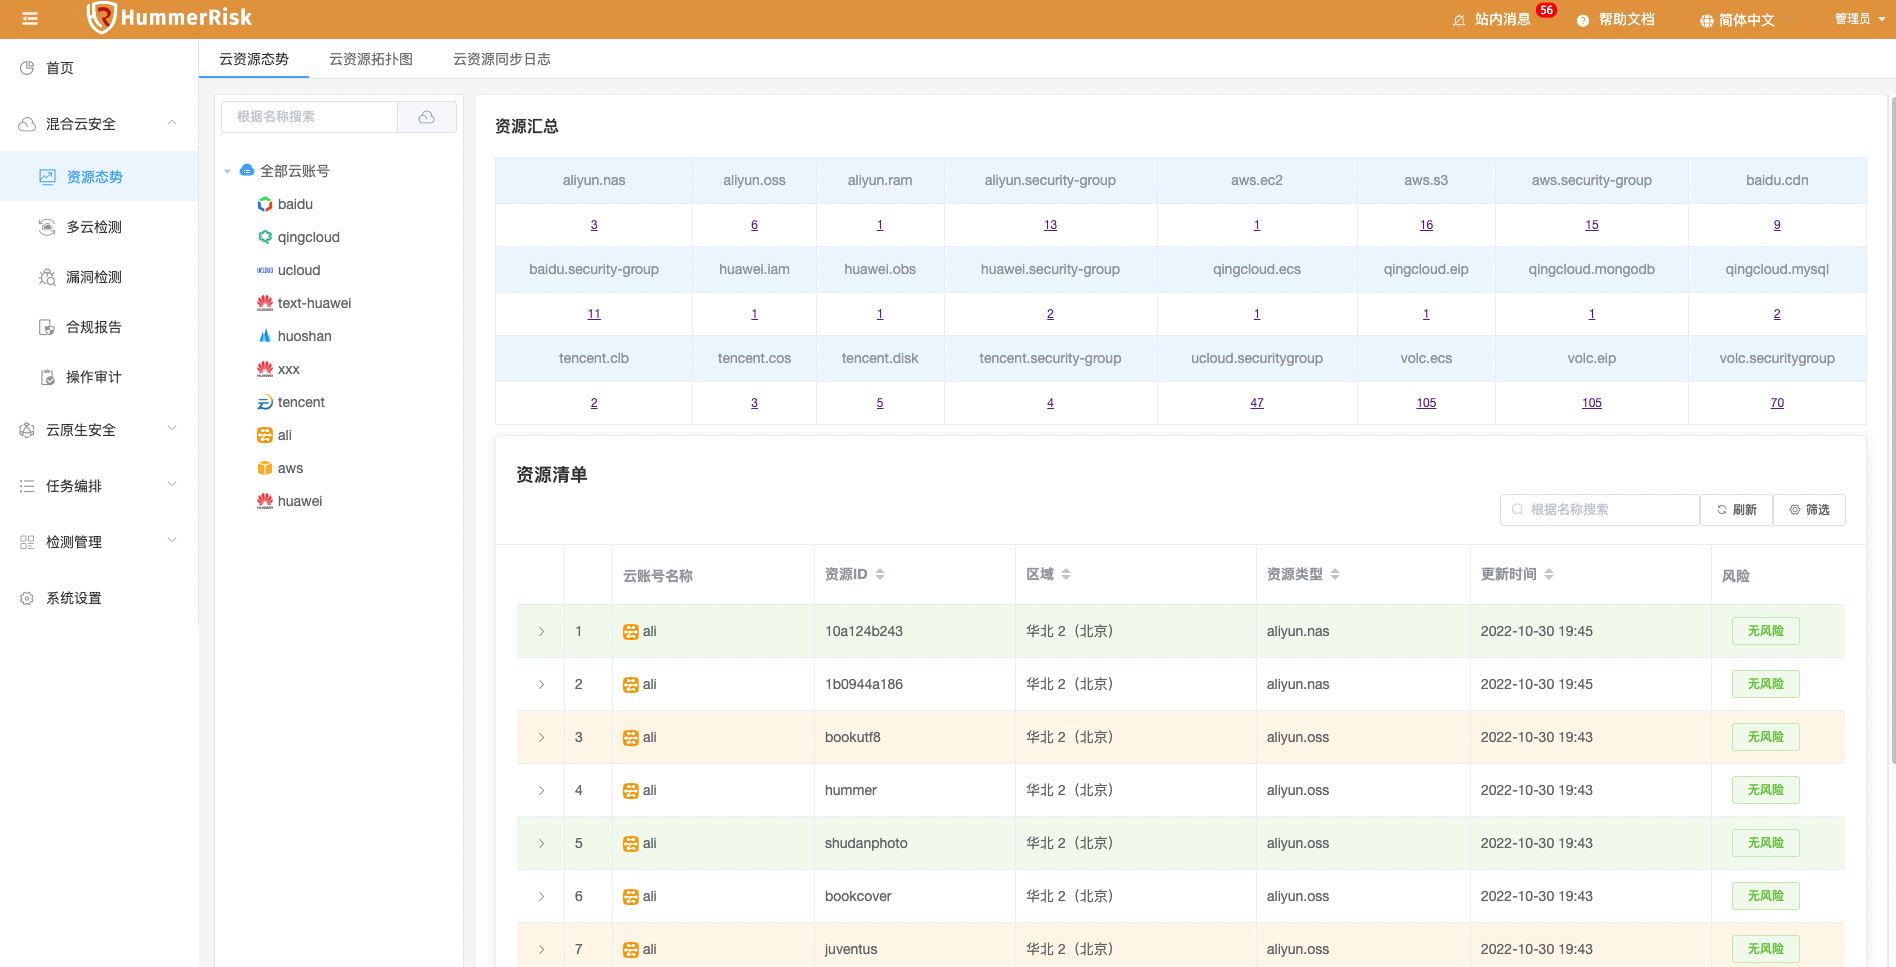 HummerRisk
站内消息 56
帮助文档
简体中文
管理员
首页
混合云安全
资源态势
多云检测
漏洞检测
合规报告
操作审计
云原生安全
任务编排
检测管理
系统设置
云资源态势 云资源拓扑图 云资源同步日志
根据名称搜索
全部云账号
baidu
qingcloud
UCLOUD ucloud
HUAWEI text-huawei
huoshan
HUAWEI xxx
tencent
ali
aws
HUAWEI huawei
资源汇总
aliyun.nas aliyun.oss aliyun.ram aliyun.security-group aws.ec2 aws.s3 aws.security-group baidu.cdn
3 6 1 13 1 16 15 9
baidu.security-group huawei.iam huawei.obs huawei.security-group qingcloud.ecs qingcloud.eip qingcloud.mongodb qingcloud.mysql
11 1 1 2 1 1 1 2
tencent.clb tencent.cos tencent.disk tencent.security-group ucloud.securitygroup volc.ecs volc.eip volc.securitygroup
2 3 5 4 47 105 105 70
资源清单
根据名称搜索 刷新 筛选
云账号名称 资源ID 区域 资源类型 更新时间 风险
1 ali 10a124b243 华北 2（北京） aliyun.nas 2022-10-30 19:45 无风险
2 ali 1b0944a186 华北 2（北京） aliyun.nas 2022-10-30 19:45 无风险
3 ali bookutf8 华北 2（北京） aliyun.oss 2022-10-30 19:43 无风险
4 ali hummer 华北 2（北京） aliyun.oss 2022-10-30 19:43 无风险
5 ali shudanphoto 华北 2（北京） aliyun.oss 2022-10-30 19:43 无风险
6 ali bookcover 华北 2（北京） aliyun.oss 2022-10-30 19:43 无风险
7 ali juventus 华北 2（北京） aliyun.oss 2022-10-30 19:43 无风险